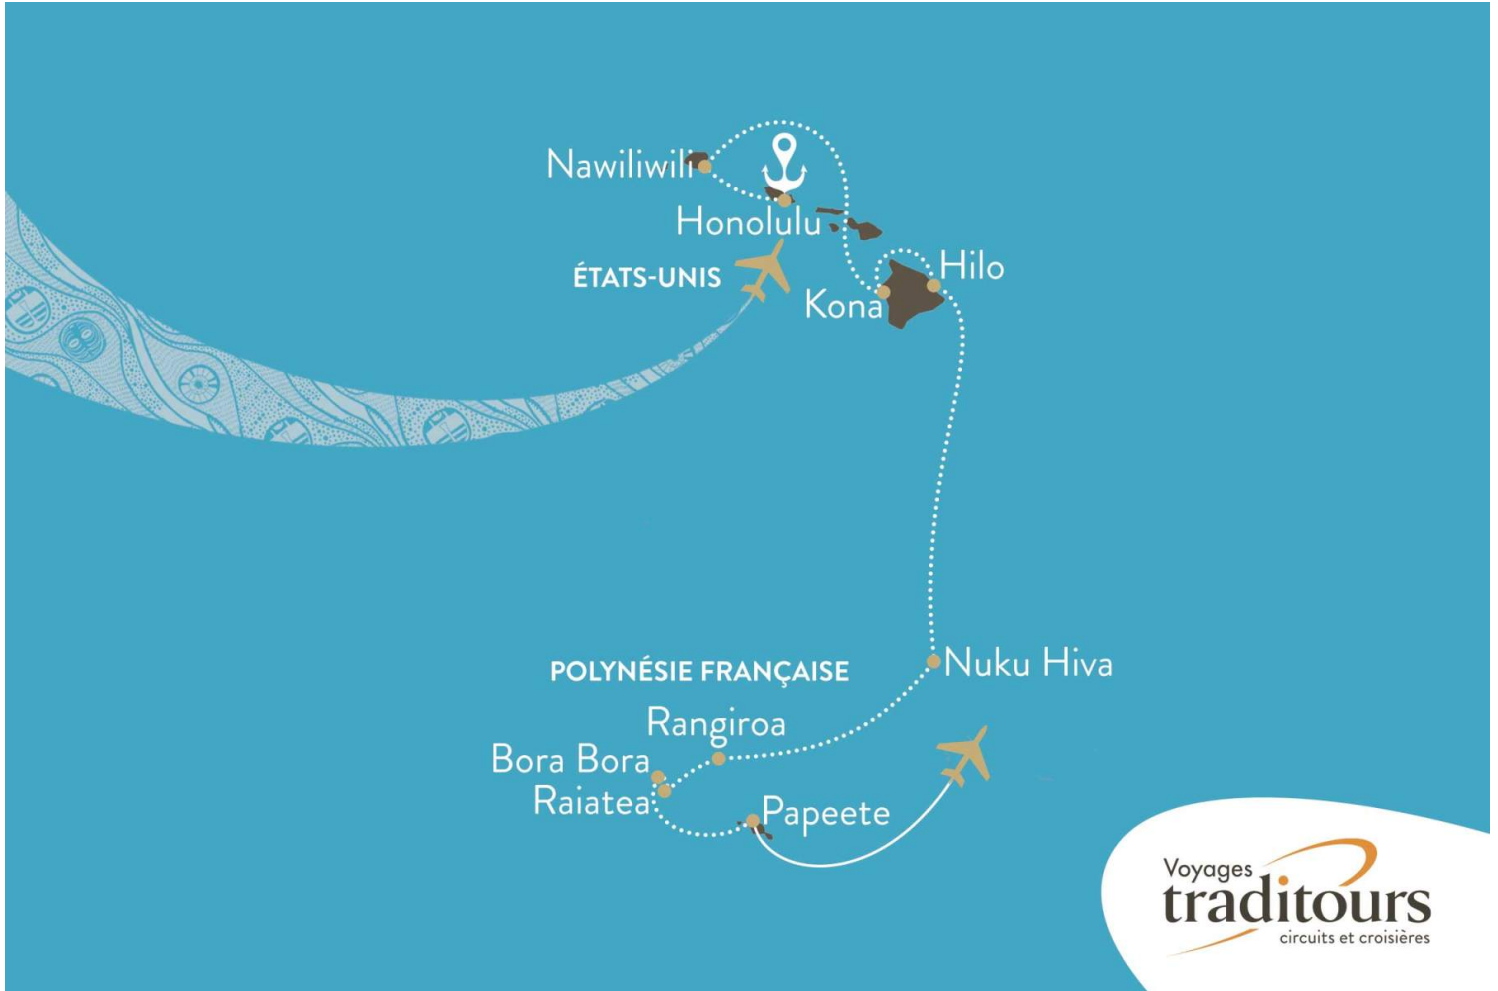 Nawiliwili
Honolulu
ÉTATS-UNIS
Hilo
Kona
Nuku Hiva
POLYNÉSIE FRANÇAISE
Rangiroa
Bora Bora
Raiatea
Papeete
Voyages
traditours
circuits et croisières